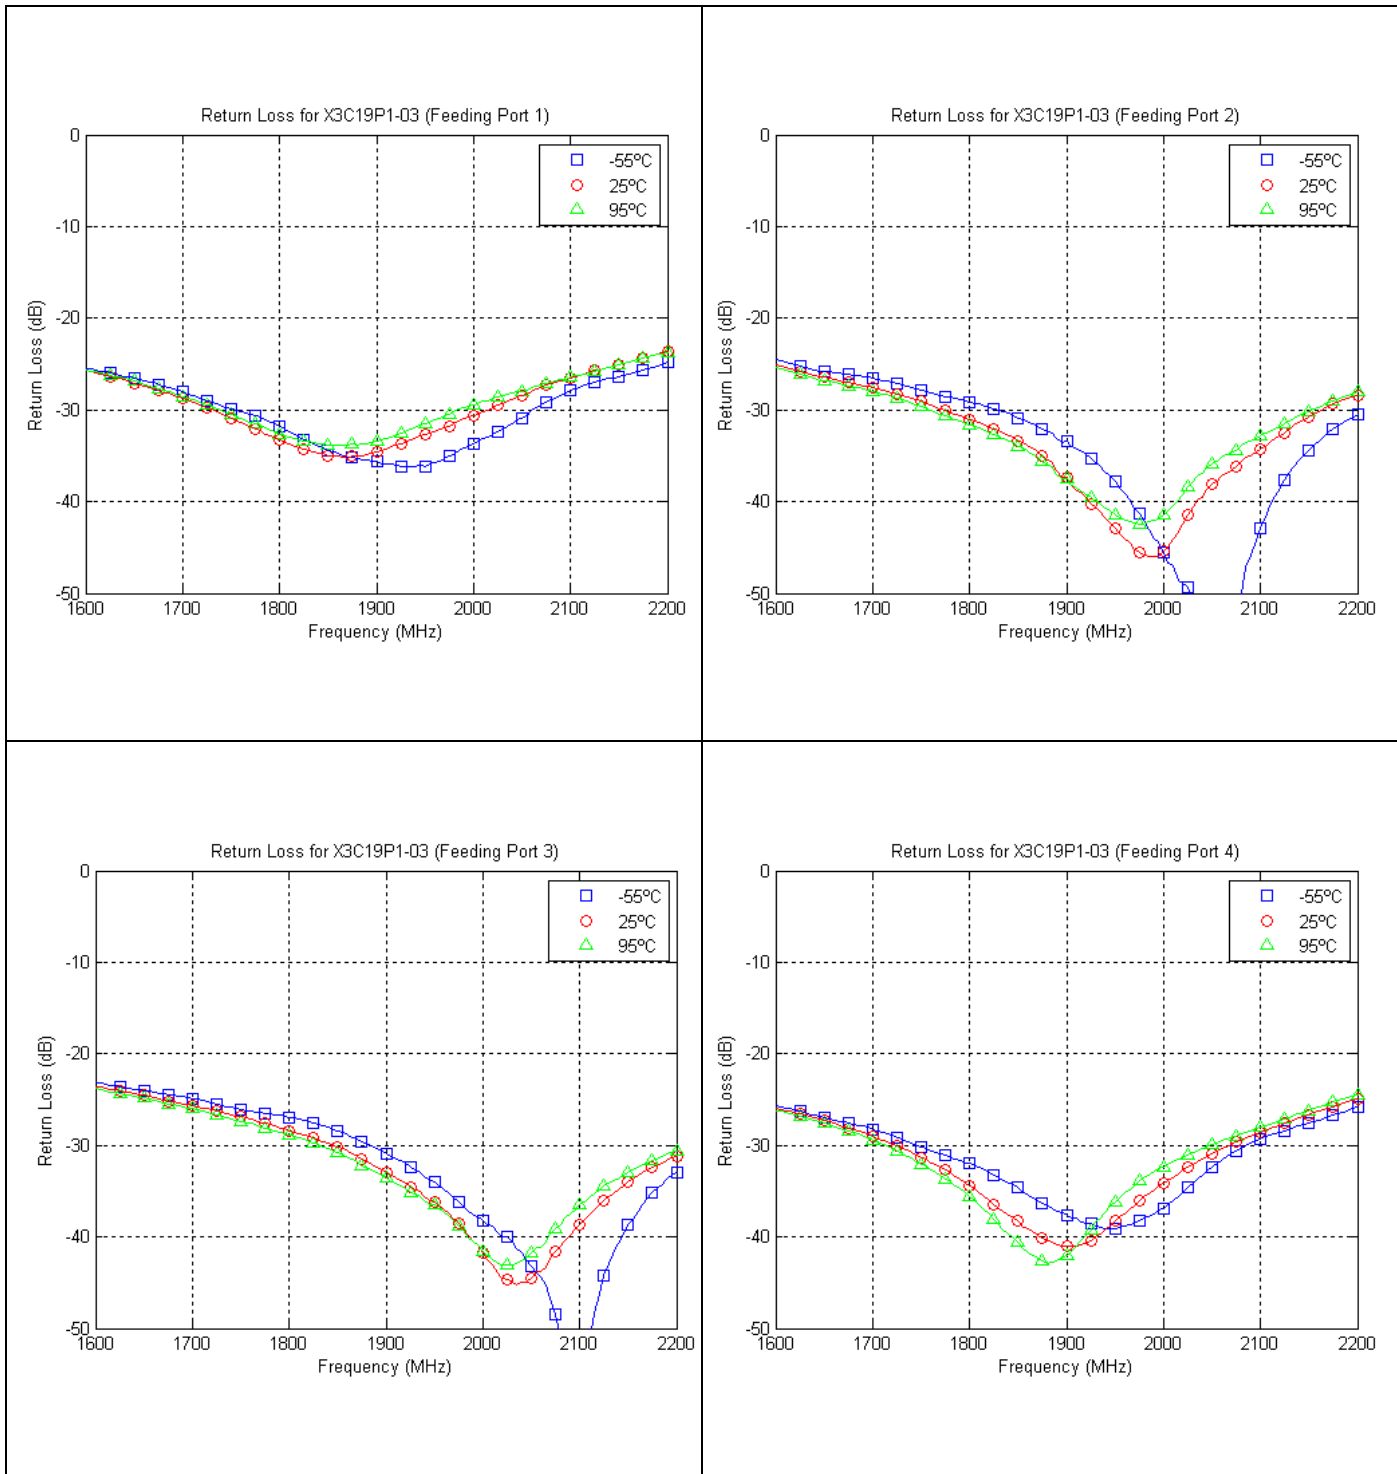 Return Loss for X3C19P1-03 (Feeding Port 1)
0
-10
-20
-30
-40
-50
Return Loss (dB)
-55ºC
25ºC
95ºC
1600 1700 1800 1900 2000 2100 2200
Frequency (MHz)
Return Loss for X3C19P1-03 (Feeding Port 2)
0
-10
-20
-30
-40
-50
Return Loss (dB)
-55ºC
25ºC
95ºC
1600 1700 1800 1900 2000 2100 2200
Frequency (MHz)
Return Loss for X3C19P1-03 (Feeding Port 3)
0
-10
-20
-30
-40
-50
Return Loss (dB)
-55ºC
25ºC
95ºC
1600 1700 1800 1900 2000 2100 2200
Frequency (MHz)
Return Loss for X3C19P1-03 (Feeding Port 4)
0
-10
-20
-30
-40
-50
Return Loss (dB)
-55ºC
25ºC
95ºC
1600 1700 1800 1900 2000 2100 2200
Frequency (MHz)